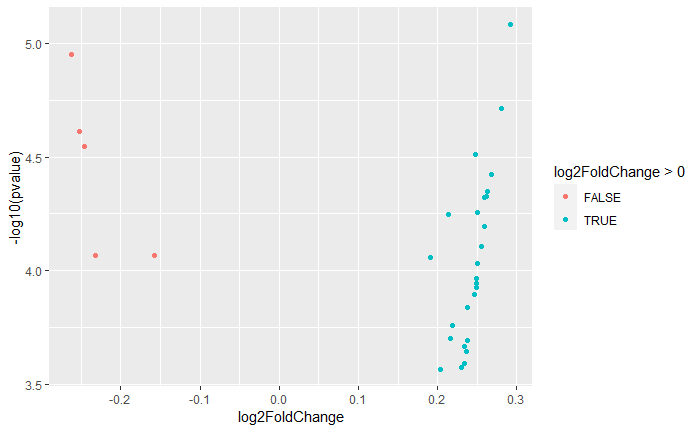 5.0
4.5
4.0
3.5
-log10(pvalue)
-0.2 -0.1 0.0 0.1 0.2 0.3
log2FoldChange
log2FoldChange > 0
FALSE
TRUE